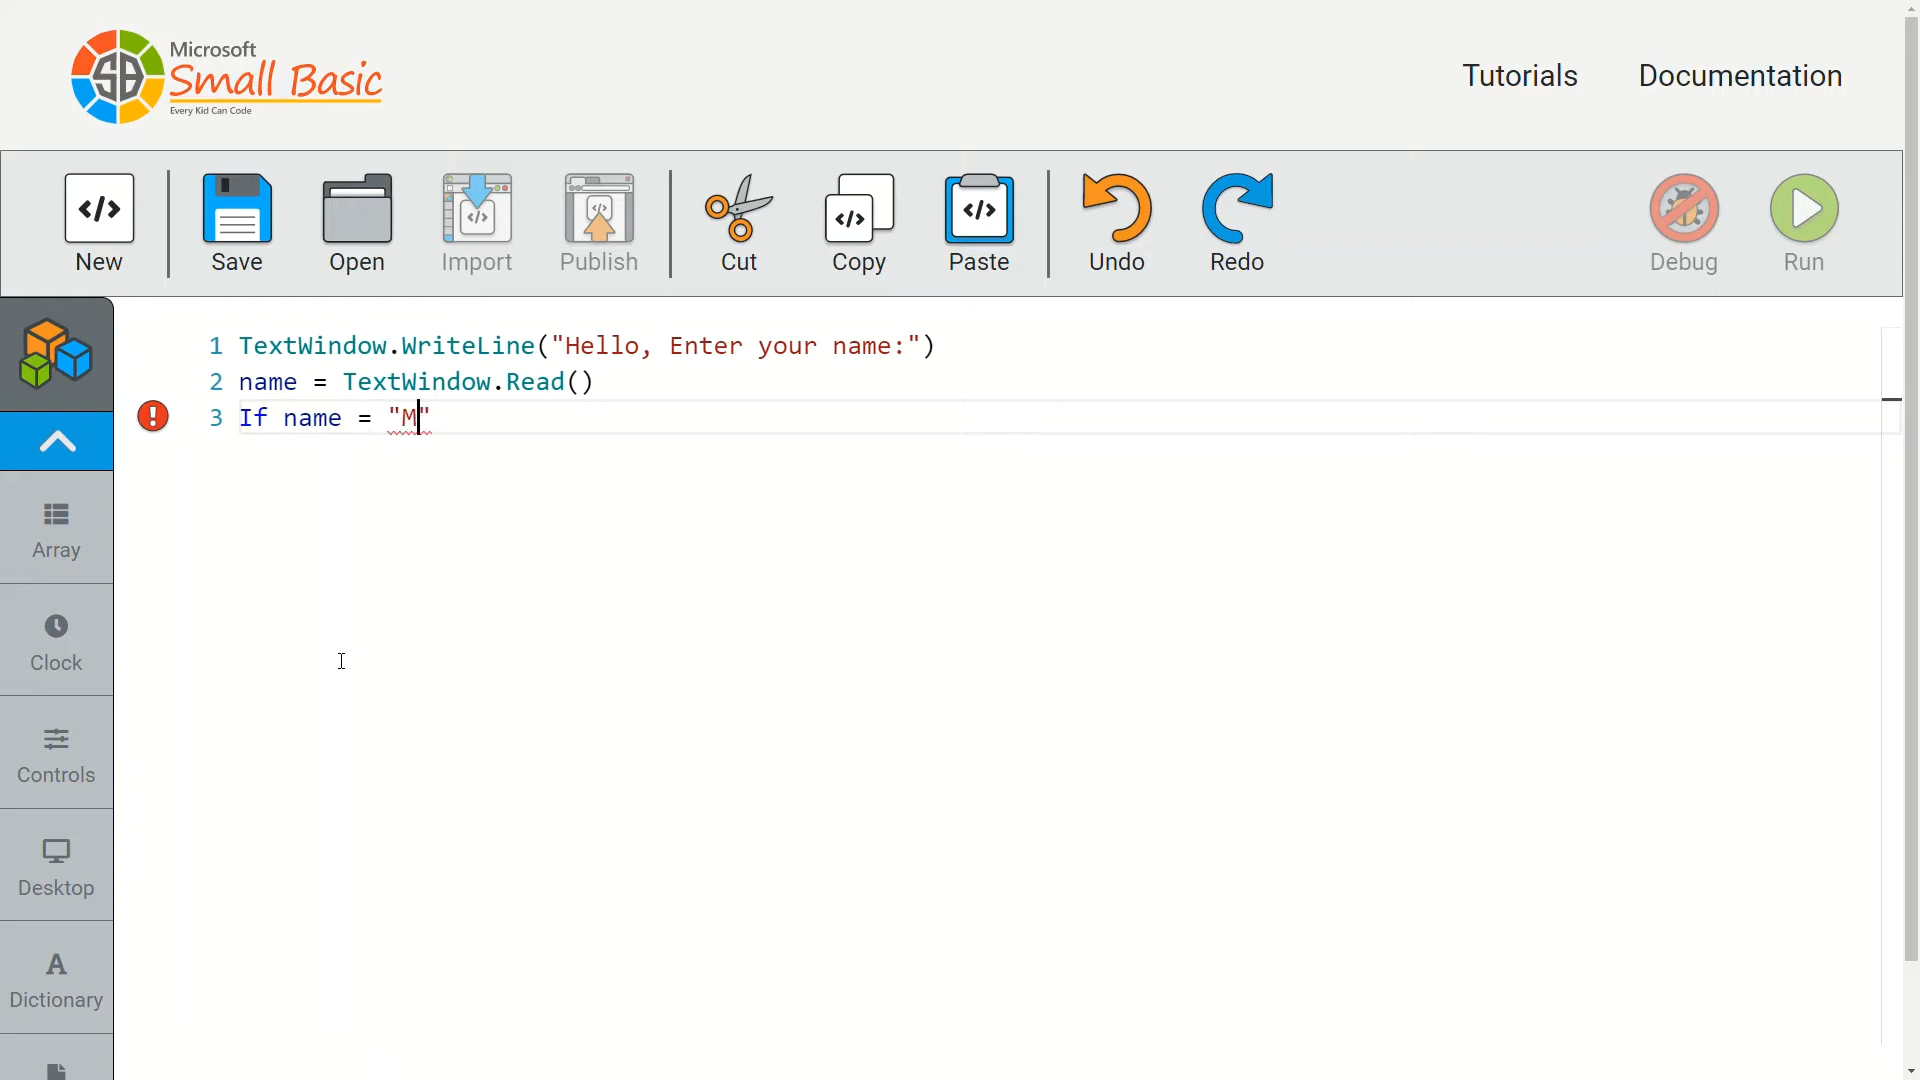 Microsoft
Small Basic
Every Kid Can Code
Tutorials
Documentation
New
Save
Open
Import
Publish
Cut
Copy
Paste
Undo
Redo
Debug
Run
1 TextWindow.WriteLine("Hello, Enter your name:")
2 name = TextWindow.Read()
3 If name = "M"
Array
Clock
Controls
Desktop
Dictionary